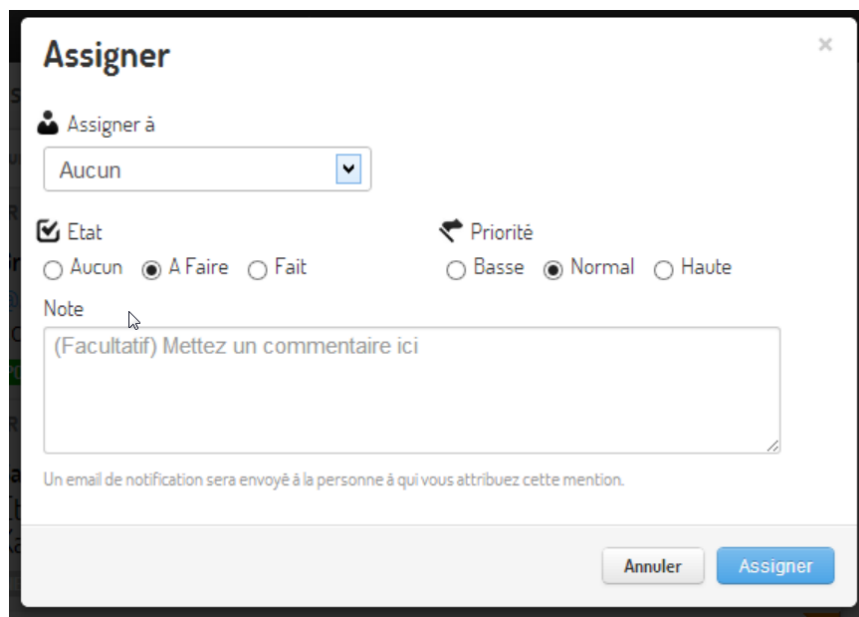 Assigner
×
Assigner à
Aucun
Etat
Priorité
Aucun A Faire Fait
Basse Normal Haute
Note
(Facultatif) Mettez un commentaire ici
Un email de notification sera envoyé à la personne à qui vous attribuez cette mention.
Annuler Assigner